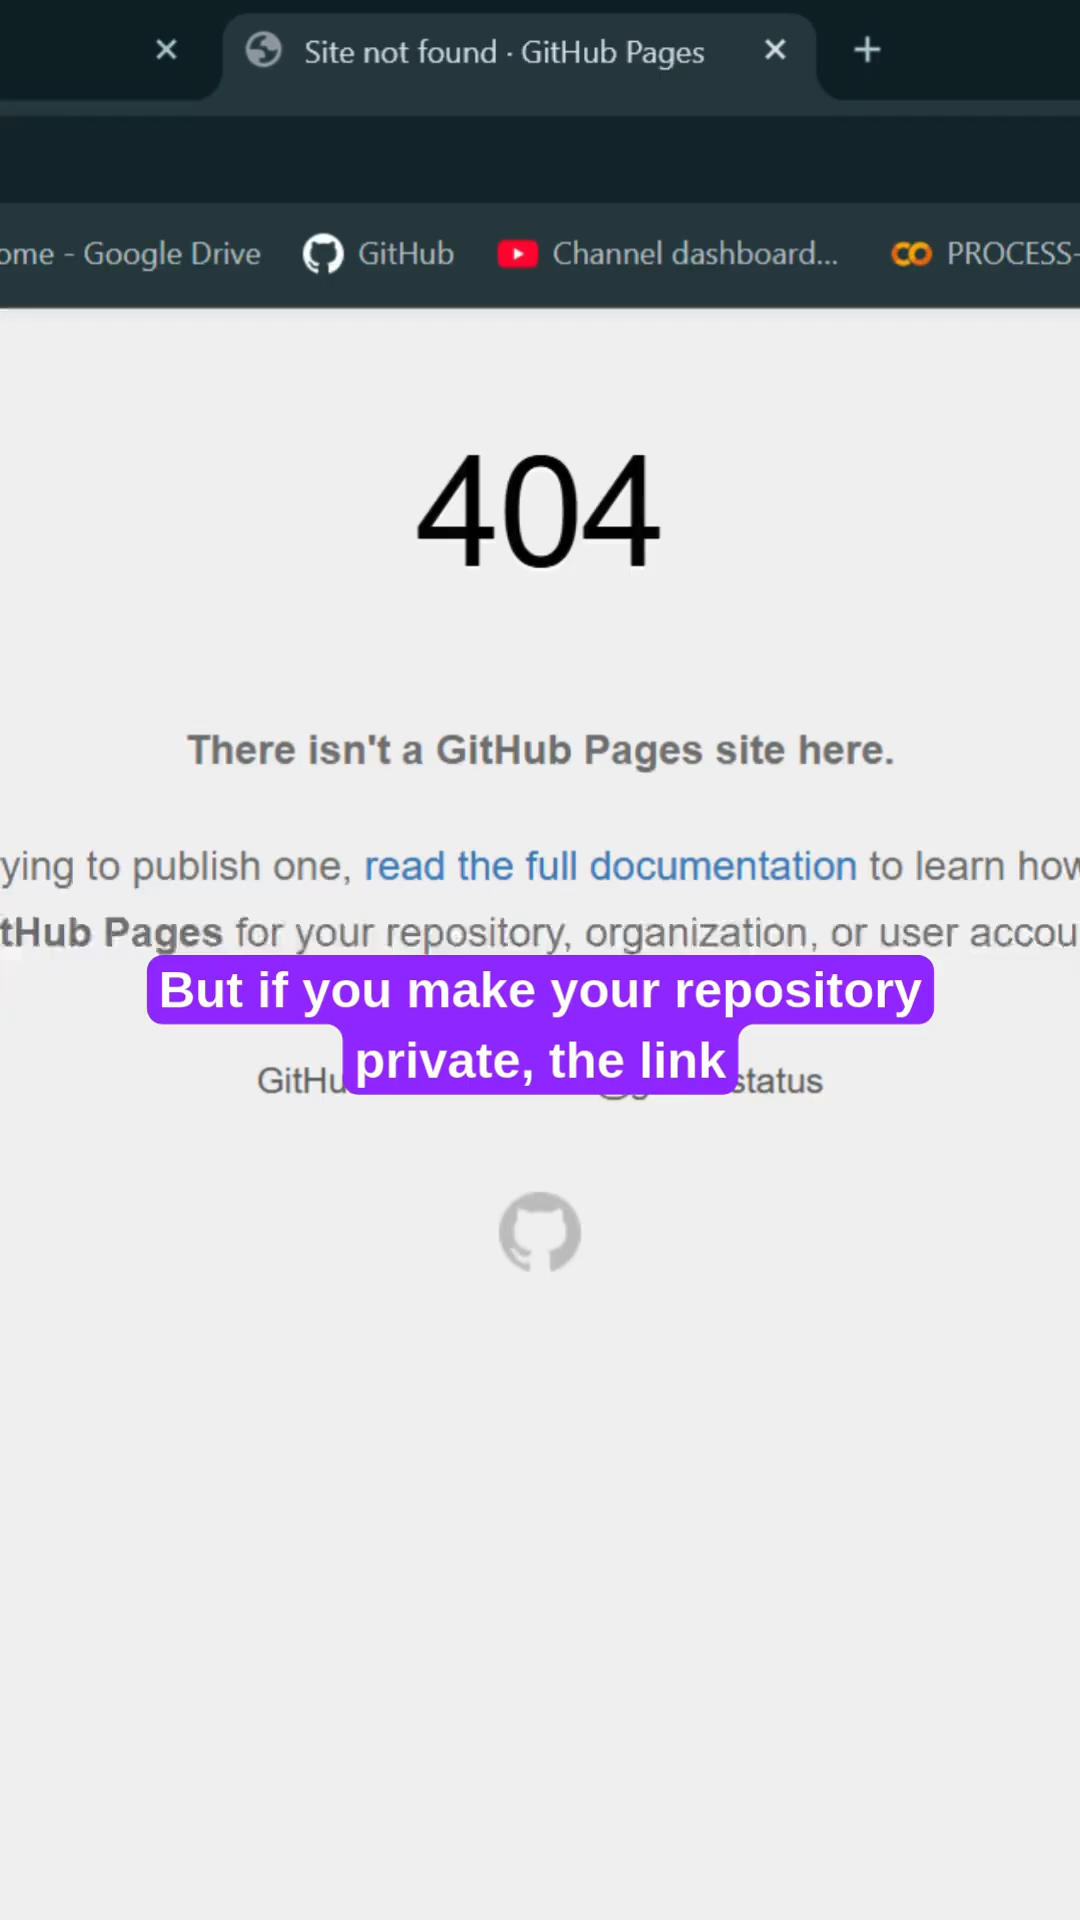 Site not found · GitHub Pages
ome - Google Drive GitHub Channel dashboard... PROCESS-
404
There isn't a GitHub Pages site here.
ying to publish one, read the full documentation to learn how
tHub Pages for your repository, organization, or user accou
But if you make your repository
private, the link
GitHu status